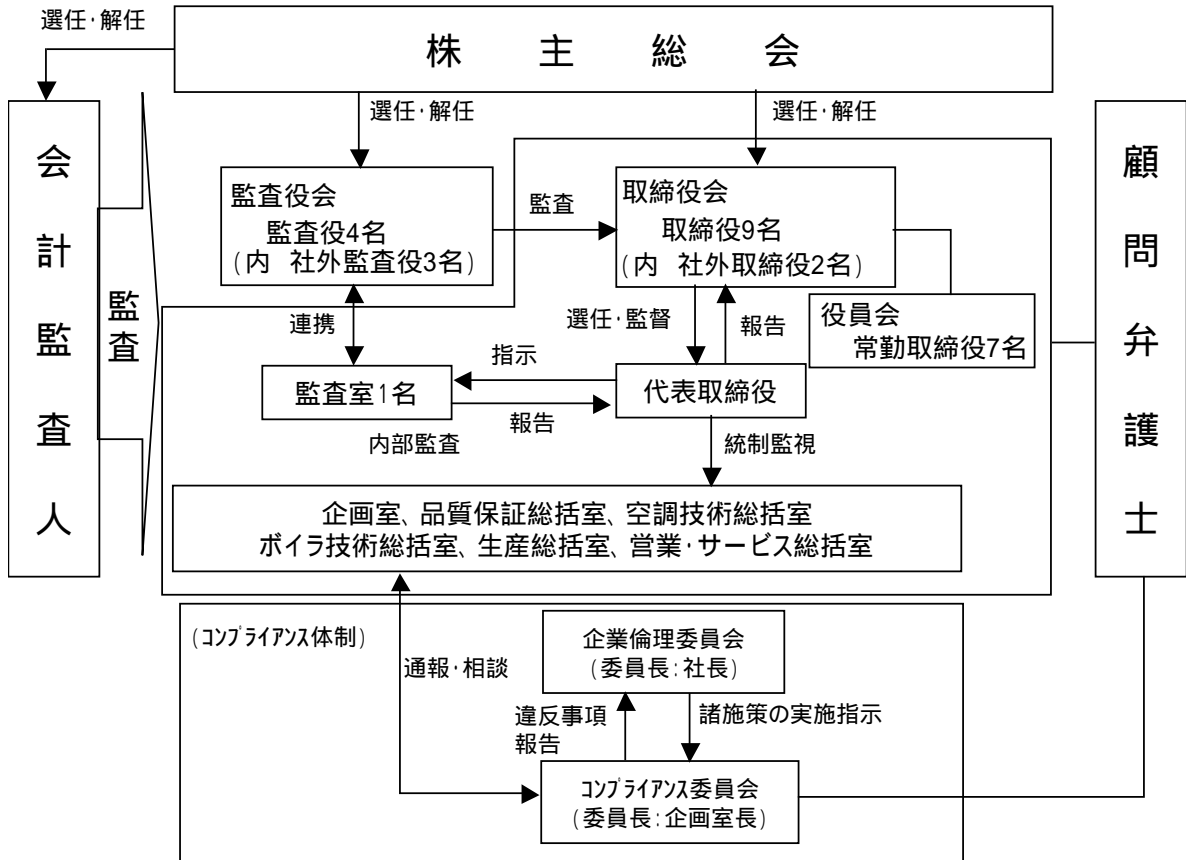 選任・解任
株主総会
選任・解任
選任・解任
会計監査人
監査
顧問弁護士
監査役会
監査役4名
(内 社外監査役3名)
監査
取締役会
取締役9名
(内 社外取締役2名)
役員会
常勤取締役7名
連携
選任・監督
報告
指示
監査室1名
代表取締役
報告
内部監査
統制監視
企画室、品質保証総括室、空調技術総括室
ボイラ技術総括室、生産総括室、営業・サービス総括室
(コンプライアンス体制)
通報・相談
企業倫理委員会
(委員長:社長)
違反事項
報告
諸施策の実施指示
コンプライアンス委員会
(委員長:企画室長)